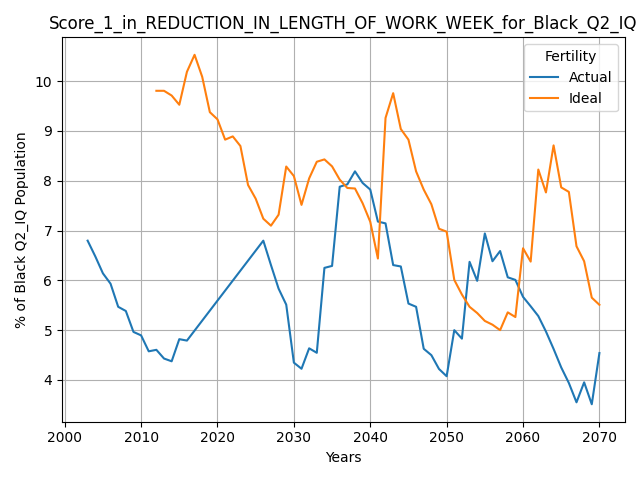 Score_1_in_REDUCTION_IN_LENGTH_OF_WORK_WEEK_for_Black_Q2_IQ
Fertility
Actual
Ideal
% of Black Q2_IQ Population
10
9
8
7
6
5
4
2000 2010 2020 2030 2040 2050 2060 2070
Years